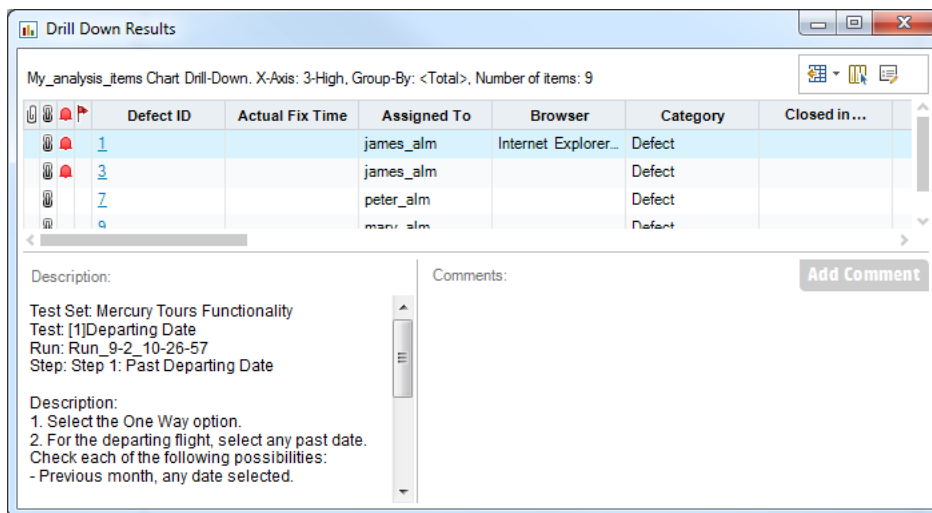 Drill Down Results
My_analysis_items Chart Drill-Down. X-Axis: 3-High, Group-By: <Total>, Number of items: 9
Defect ID Actual Fix Time Assigned To Browser Category Closed in...
1 james_alm Internet Explorer... Defect
3 james_alm Defect
7 peter_alm Defect
9 mary_alm Defect
Description:
Comments:
Add Comment
Test Set: Mercury Tours Functionality
Test: [1]Departing Date
Run: Run_9-2_10-26-57
Step: Step 1: Past Departing Date
Description:
1. Select the One Way option.
2. For the departing flight, select any past date.
Check each of the following possibilities:
- Previous month, any date selected.